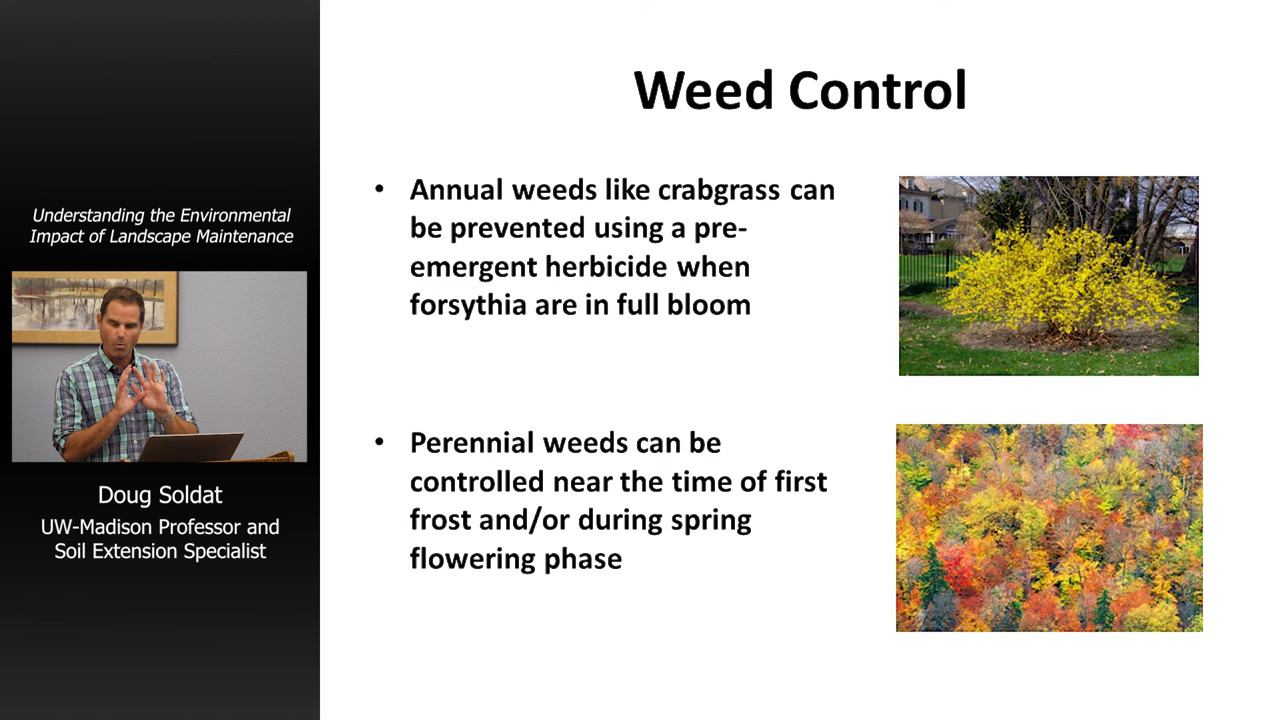 Understanding the Environmental
Impact of Landscape Maintenance
Doug Soldat
UW-Madison Professor and
Soil Extension Specialist
Weed Control
• Annual weeds like crabgrass can
be prevented using a pre-
emergent herbicide when
forsythia are in full bloom
• Perennial weeds can be
controlled near the time of first
frost and/or during spring
flowering phase